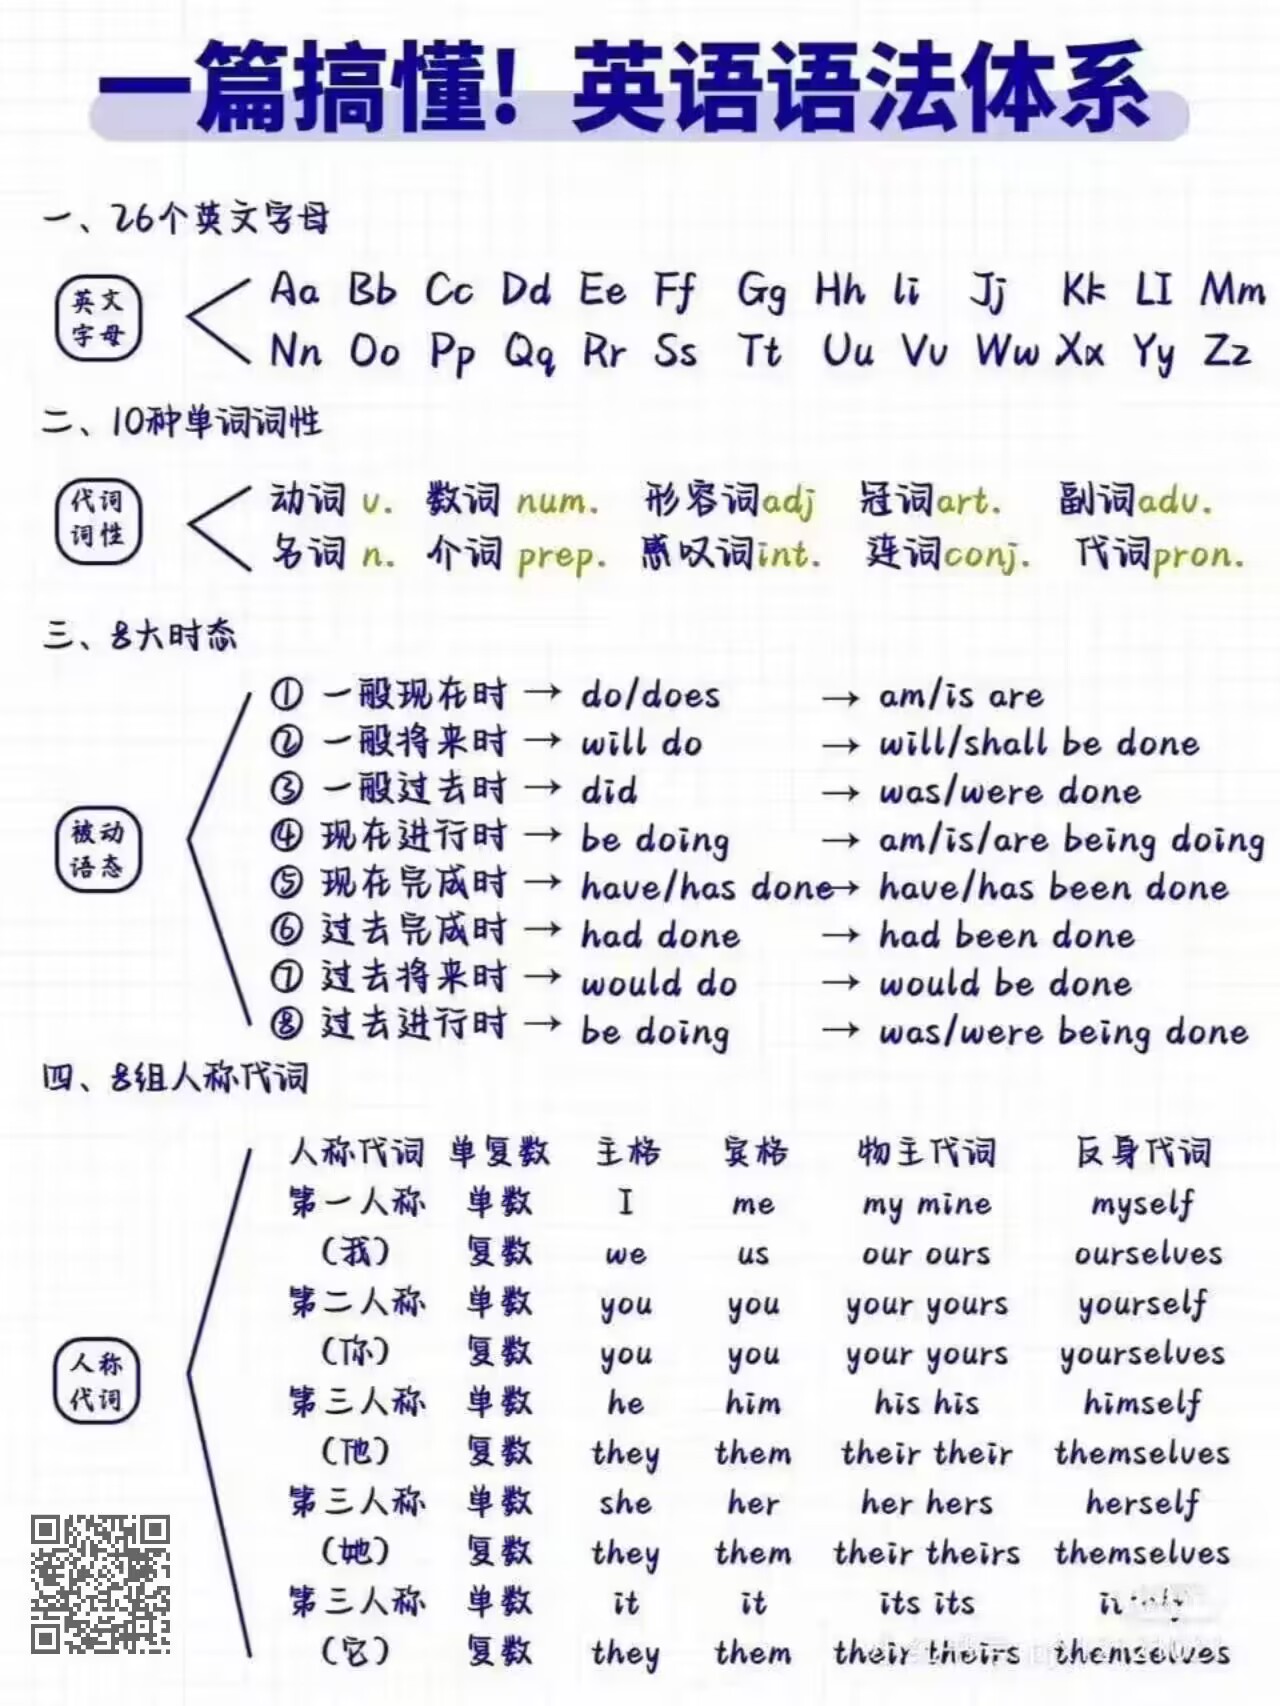 一篇搞懂！英语语法体系
一、26个英文字母
英文
字母
Aa Bb Cc Dd Ee Ff Gg Hh Ii Jj Kk LI Mm
Nn Oo Pp Qq Rr Ss Tt Uu Vv Ww Xx Yy Zz
二、10种单词词性
代词
词性
动词 v. 数词 num. 形容词adj 冠词art. 副词adv.
名词 n. 介词 prep. 感叹词int. 连词conj. 代词pron.
三、8大时态
被动
语态
① 一般现在时 → do/does → am/is are
② 一般将来时 → will do → will/shall be done
③ 一般过去时 → did → was/were done
④ 现在进行时 → be doing → am/is/are being doing
⑤ 现在完成时 → have/has done→ have/has been done
⑥ 过去完成时 → had done → had been done
⑦ 过去将来时 → would do → would be done
⑧ 过去进行时 → be doing → was/were being done
四、8组人称代词
人称
代词
人称代词 单复数 主格 宾格 物主代词 反身代词
第一人称 单数 I me my mine myself
（我） 复数 we us our ours ourselves
第二人称 单数 you you your yours yourself
（你） 复数 you you your yours yourselves
第三人称 单数 he him his his himself
（他） 复数 they them their their themselves
第三人称 单数 she her her hers herself
（她） 复数 they them their theirs themselves
第三人称 单数 it it its its
（它） 复数 they them their theirs themselves